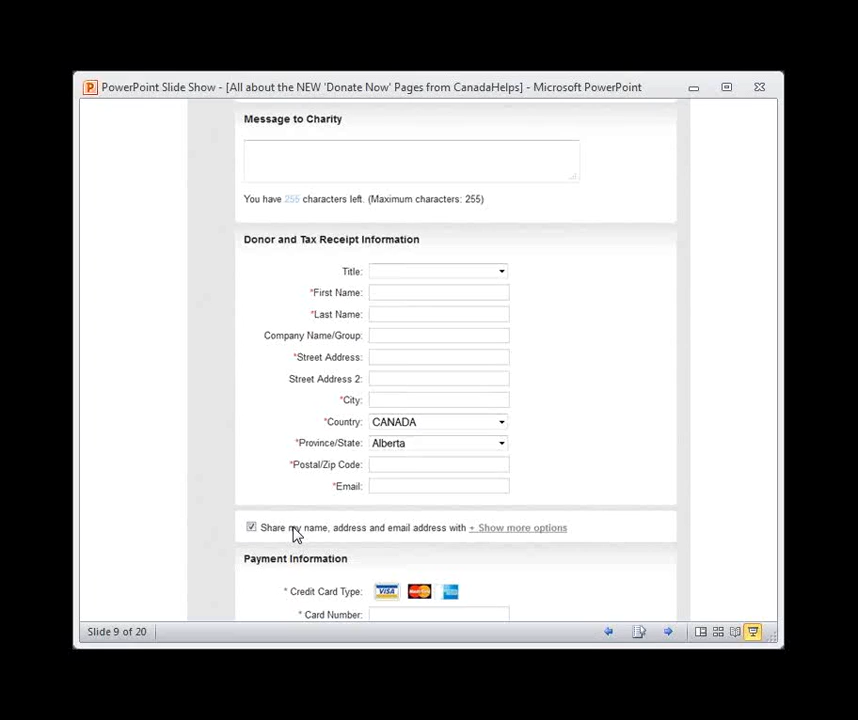 PowerPoint Slide Show - [All about the NEW 'Donate Now' Pages from CanadaHelps] - Microsoft PowerPoint
Message to Charity
You have 255 characters left. (Maximum characters: 255)
Donor and Tax Receipt Information
Title:
*First Name:
*Last Name:
Company Name/Group:
*Street Address:
Street Address 2:
*City:
*Country: CANADA
*Province/State: Alberta
*Postal/Zip Code:
*Email:
Share my name, address and email address with + Show more options
Payment Information
* Credit Card Type: VISA MasterCard
* Card Number:
Slide 9 of 20